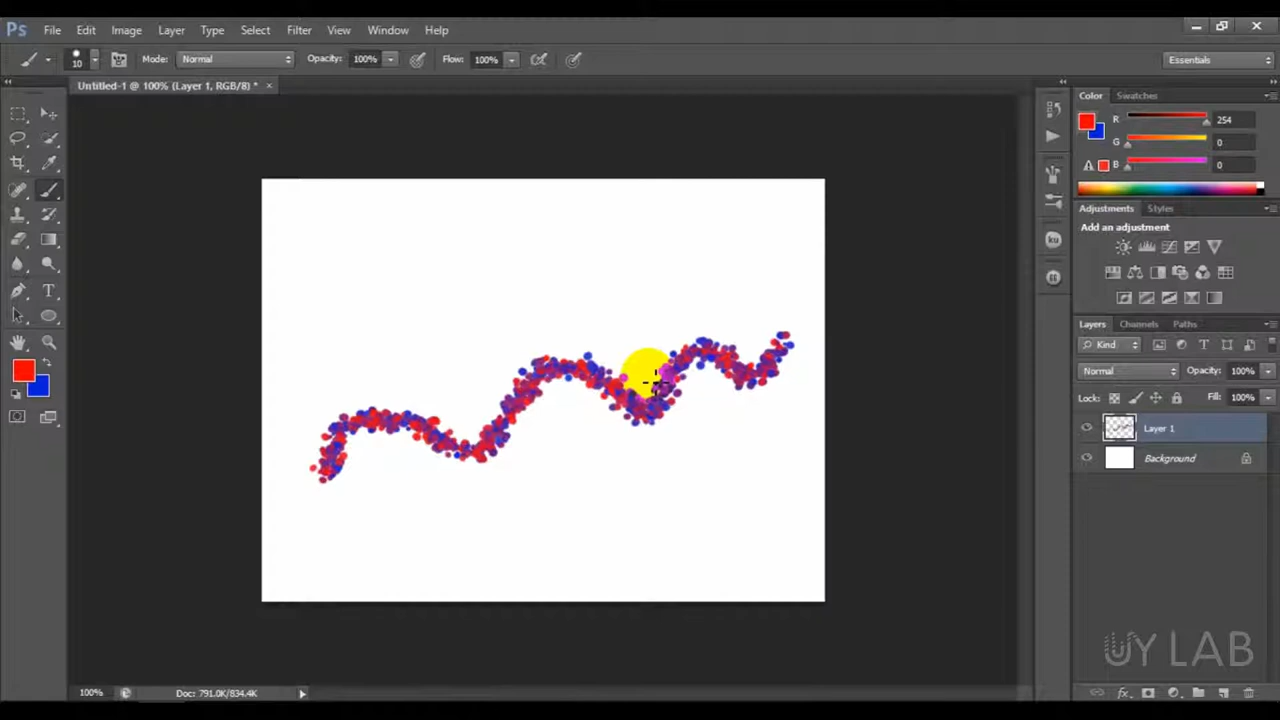 Ps File Edit Image Layer Type Select Filter View Window Help
10 Mode: Normal Opacity: 100% Flow: 100% Essentials
Untitled-1 @ 100% (Layer 1, RGB/8) * ×
Color Swatches
R 254
G 0
B 0
Adjustments Styles
Add an adjustment
Layers Channels Paths
Kind
Normal Opacity: 100%
Lock: Fill: 100%
Layer 1
Background
UY LAB
100% Doc: 791.0K/834.4K